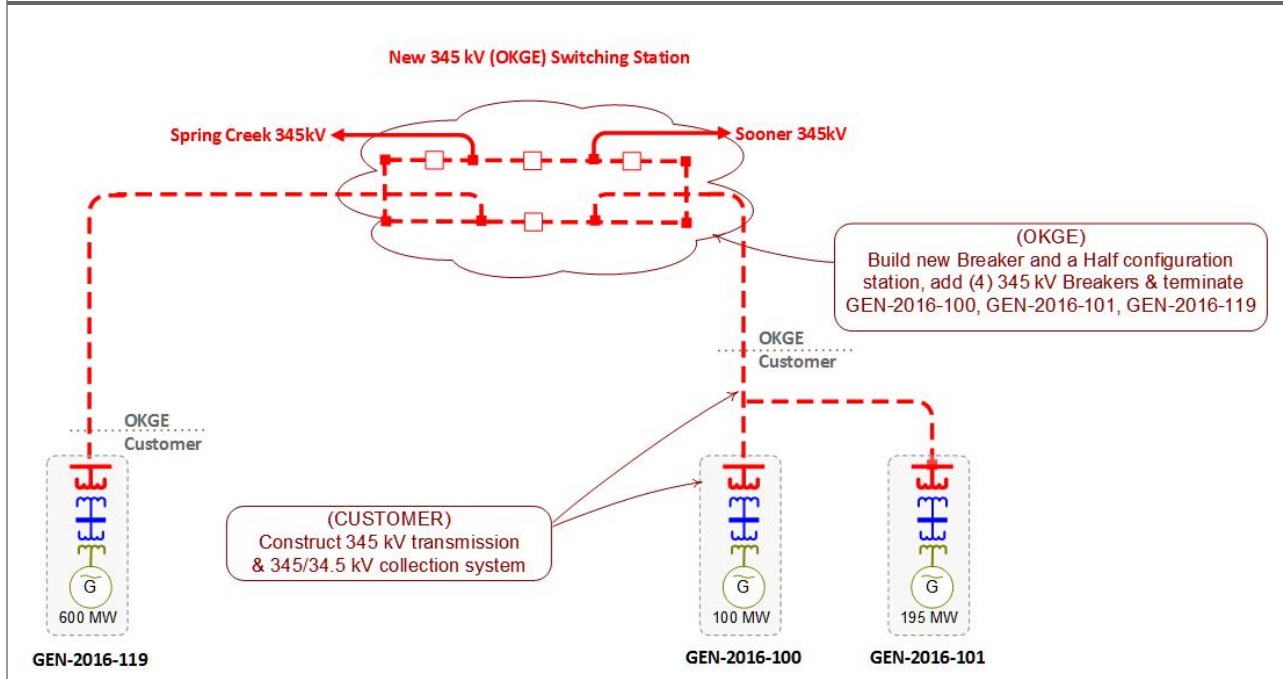 New 345 kV (OKGE) Switching Station
Spring Creek 345kV
Sooner 345kV
(OKGE)
Build new Breaker and a Half configuration
station, add (4) 345 kV Breakers & terminate
GEN-2016-100, GEN-2016-101, GEN-2016-119
OKGE
Customer
OKGE
Customer
(CUSTOMER)
Construct 345 kV transmission
& 345/34.5 kV collection system
G
600 MW
G
100 MW
G
195 MW
GEN-2016-119
GEN-2016-100
GEN-2016-101